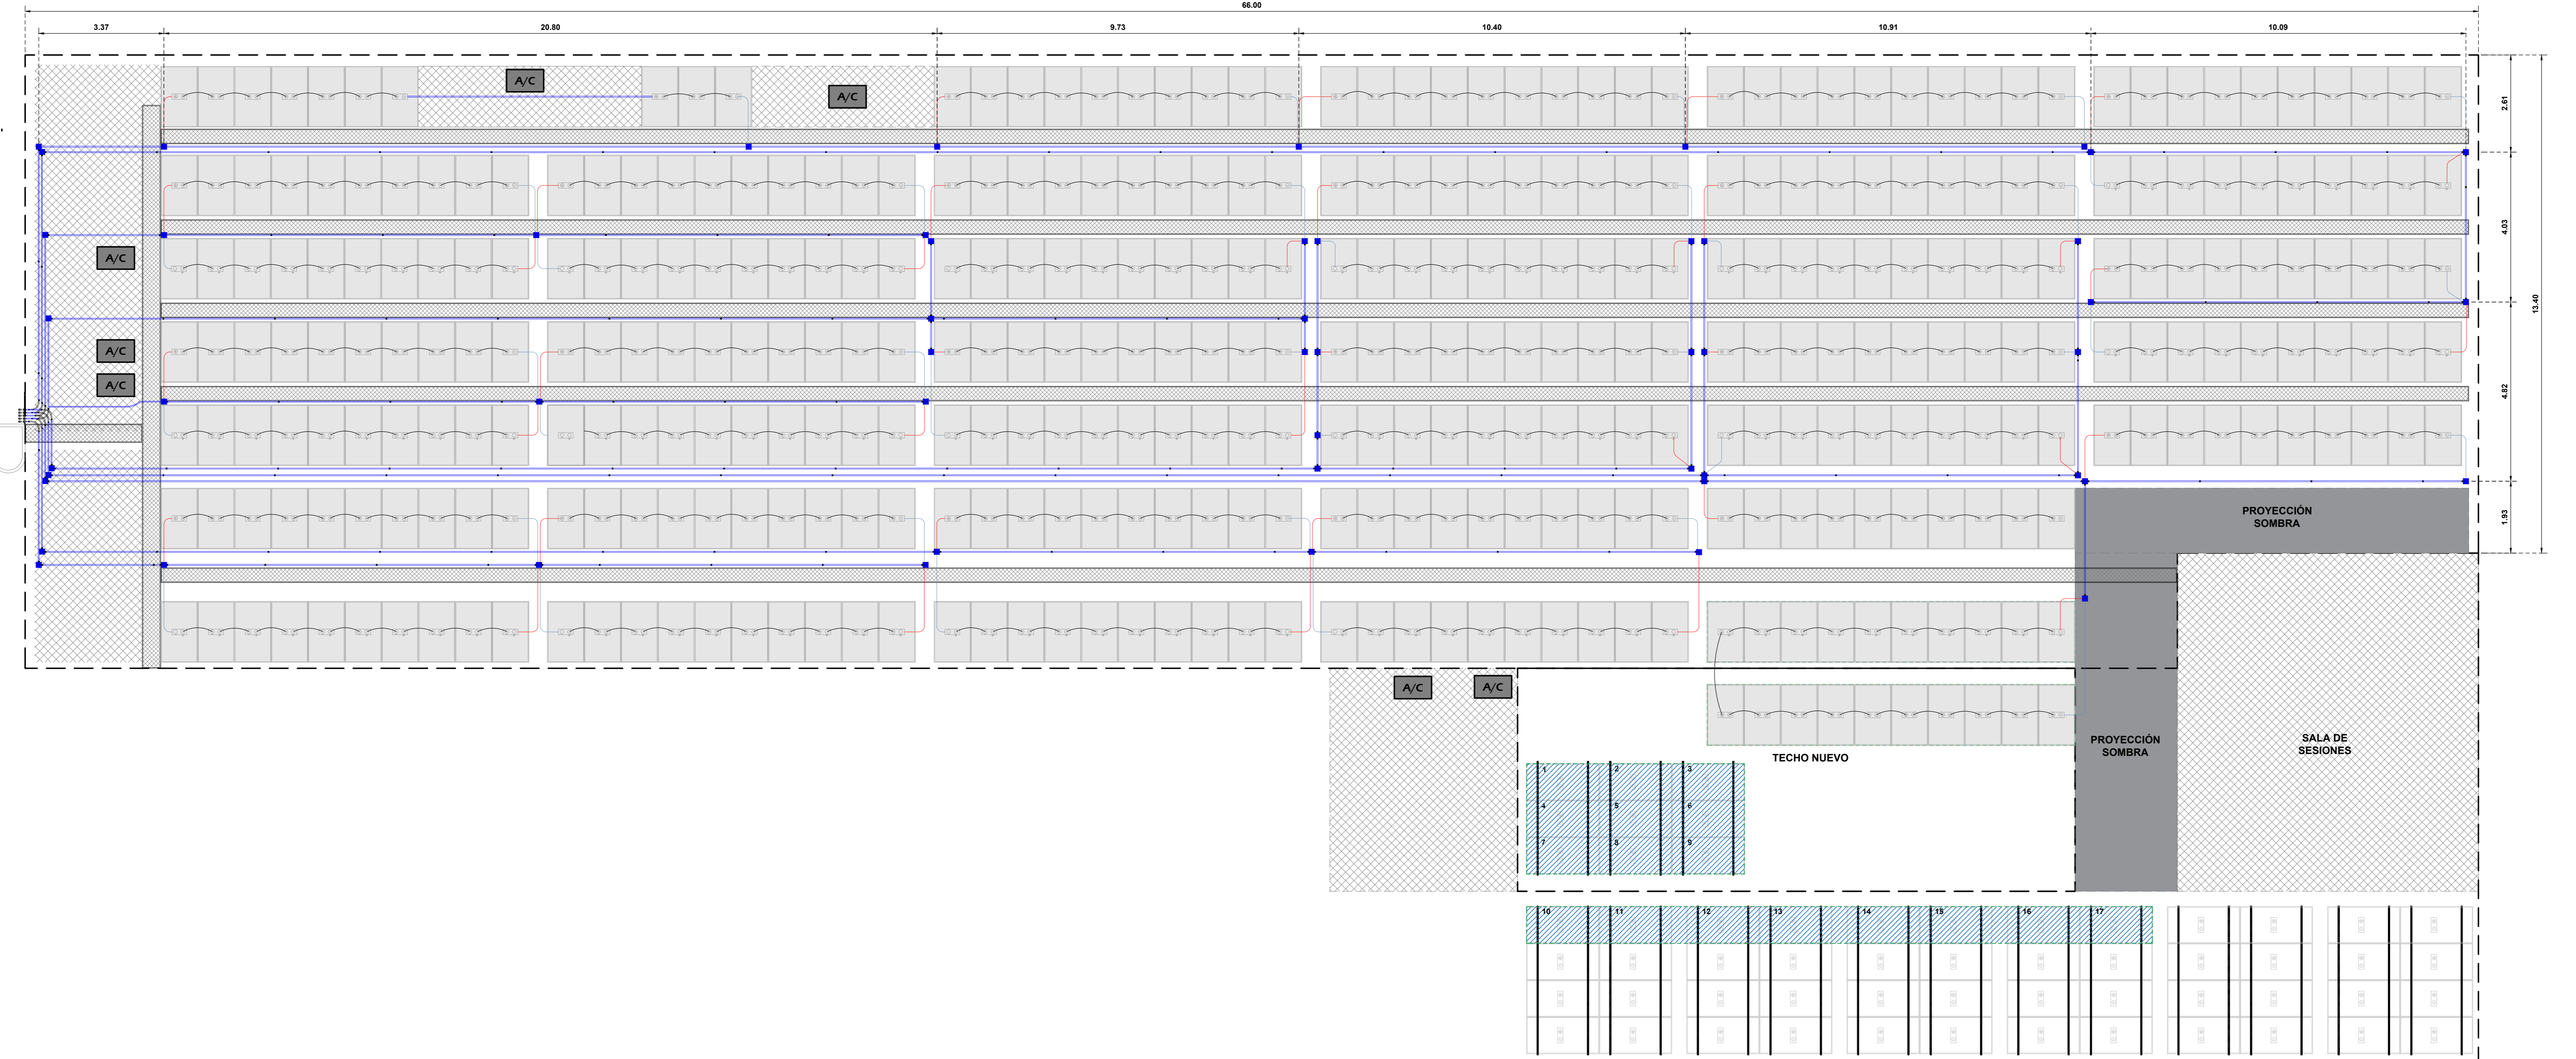 66.00
3.37
20.80
9.73
10.40
10.91
10.09
A/C
A/C
2.61
13.40
4.03
A/C
A/C
A/C
4.82
1.93
PROYECCIÓN
SOMBRA
A/C
A/C
PROYECCIÓN
SOMBRA
SALA DE
SESIONES
TECHO NUEVO
1
2
3
4
5
6
7
8
9
10
11
12
13
14
15
16
17